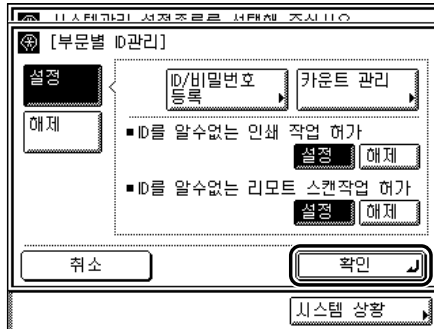 [부문별 ID관리]
설정
ID/비밀번호
등록
카운트 관리
해제
■ID를 알수없는 인쇄 작업 허가
설정 해제
■ID를 알수없는 리모트 스캔작업 허가
설정 해제
취소 확인
시스템 상황